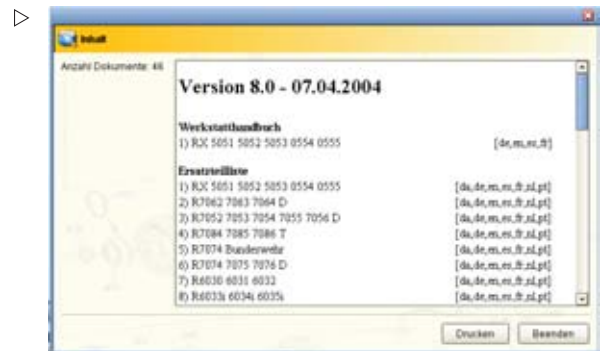 Inhalt
Anzahl Dokumente: 46
Version 8.0 - 07.04.2004
Werkstatthandbuch
1) RX 5051 5052 5053 0554 0555 [de,en,es,fr]
Ersatzteilliste
1) RX 5051 5052 5053 0554 0555 [da,de,en,es,fr,nl,pt]
2) R7062 7063 7064 D [da,de,en,es,fr,nl,pt]
3) R7052 7053 7054 7055 7056 D [da,de,en,es,fr,nl,pt]
4) R7084 7085 7086 T [da,de,en,es,fr,nl,pt]
5) R7074 Bundeswehr [da,de,en,es,fr,nl,pt]
6) R7074 7075 7076 D [da,de,en,es,fr,nl,pt]
7) R6030 6031 6032 [da,de,en,es,fr,nl,pt]
8) R6033i 6034i 6035i [da,de,en,es,fr,nl,pt]
Drucken Beenden